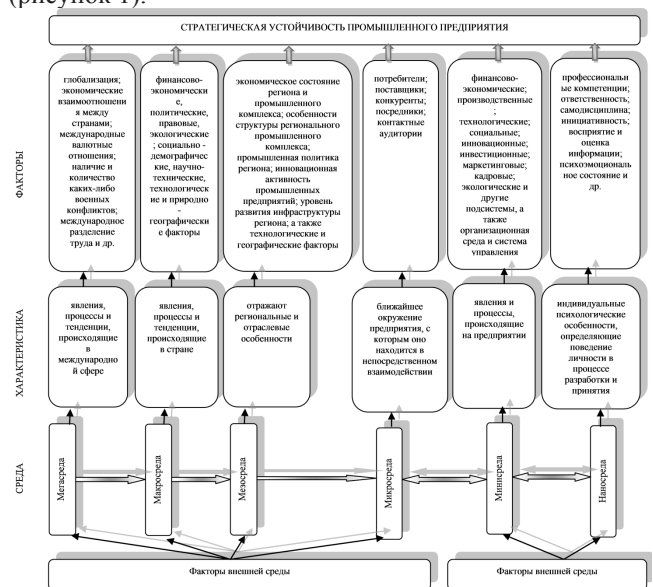 (рисунок 1).
СТРАТЕГИЧЕСКАЯ УСТОЙЧИВОСТЬ ПРОМЫШЛЕННОГО ПРЕДПРИЯТИЯ
ФАКТОРЫ
глобализация;
экономические
взаимоотношени
я между
странами;
международные
валютные
отношения;
наличие и
количество
каких-либо
военных
конфликтов;
международное
разделение
труда и др.
финансово-
экономически
е,
политические,
правовые,
экологические
; социально -
демографичес
кие, научно-
технические,
технологическ
ие и природно
-
географически
е факторы
экономическое состояние
региона и
промышленного
комплекса; особенности
структуры регионального
промышленного
комплекса;
промышленная политика
региона; инновационная
активность
промышленных
предприятий; уровень
развития инфраструктуры
региона; а также
технологические и
географические факторы
потребители;
поставщики;
конкуренты;
посредники;
контактные
аудитории
финансово-
экономические;
производственные
;
технологические;
социальные;
инновационные;
инвестиционные;
маркетинговые;
кадровые;
экологические и
другие
подсистемы, а
также
организационная
среда и система
управления
профессиональн
ые компетенции;
ответственность;
самодисциплина;
инициативность;
восприятие и
оценка
информации;
психоэмоциональ
ное состояние и
др.
ХАРАКТЕРИСТИКА
явления,
процессы и
тенденции,
происходящие
в
международно
й сфере
явления,
процессы и
тенденции,
происходящие
в стране
отражают
региональные и
отраслевые
особенности
ближайшее
окружение
предприятия, с
которым оно
находится в
непосредственном
взаимодействии
явления и
процессы,
происходящие
на предприятии
индивидуальные
психологические
особенности,
определяющие
поведение
личности в
процессе
разработки и
принятия
СРЕДА
Мегасреда
Макросреда
Мезосреда
Микросреда
Минисреда
Наносреда
Факторы внешней среды
Факторы внешней среды